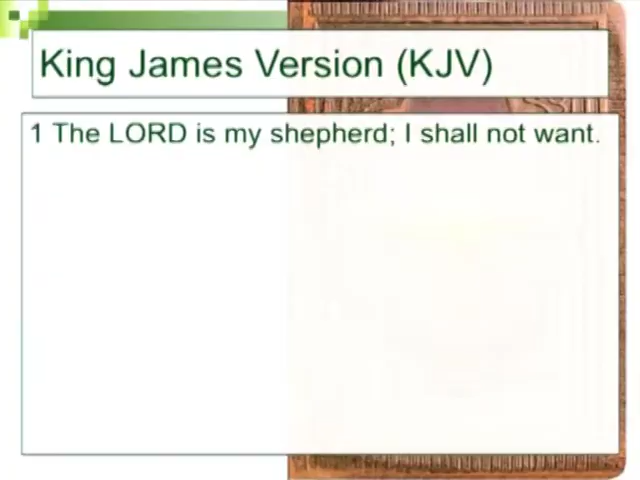 King James Version (KJV)
1 The LORD is my shepherd; I shall not want.